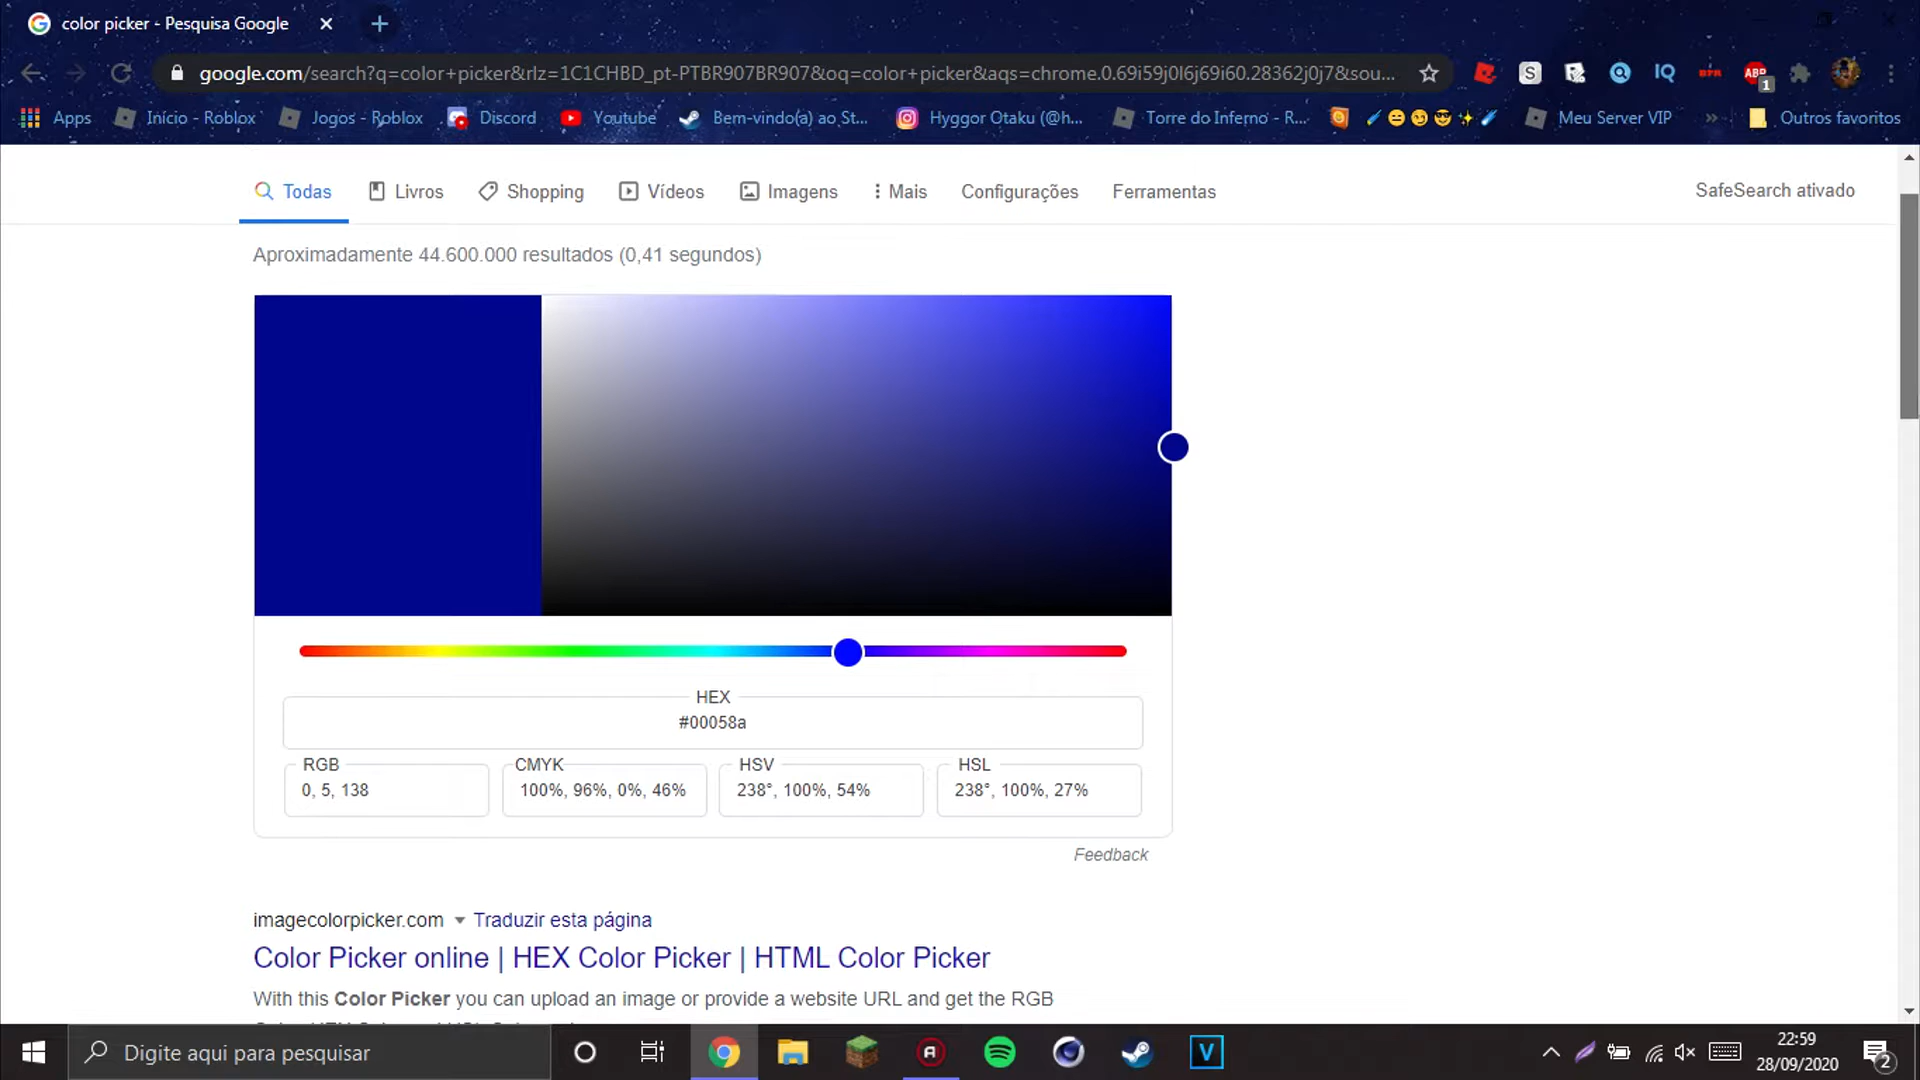 color picker - Pesquisa Google
google.com/search?q=color+picker&rlz=1C1CHBD_pt-PTBR907BR907&oq=color+picker&aqs=chrome.0.69i59j0l6j69i60.28362j0j7&sou...
S IQ ABP 1
Apps Início - Roblox Jogos - Roblox Discord Youtube Bem-vindo(a) ao St... Hyggor Otaku (@h... Torre do Inferno - R... Meu Server VIP » Outros favoritos
Todas Livros Shopping Vídeos Imagens Mais Configurações Ferramentas SafeSearch ativado
Aproximadamente 44.600.000 resultados (0,41 segundos)
HEX
#00058a
RGB CMYK HSV HSL
0, 5, 138 100%, 96%, 0%, 46% 238°, 100%, 54% 238°, 100%, 27%
Feedback
imagecolorpicker.com Traduzir esta página
Color Picker online | HEX Color Picker | HTML Color Picker
With this Color Picker you can upload an image or provide a website URL and get the RGB
Digite aqui para pesquisar
A V
22:59
28/09/2020
2